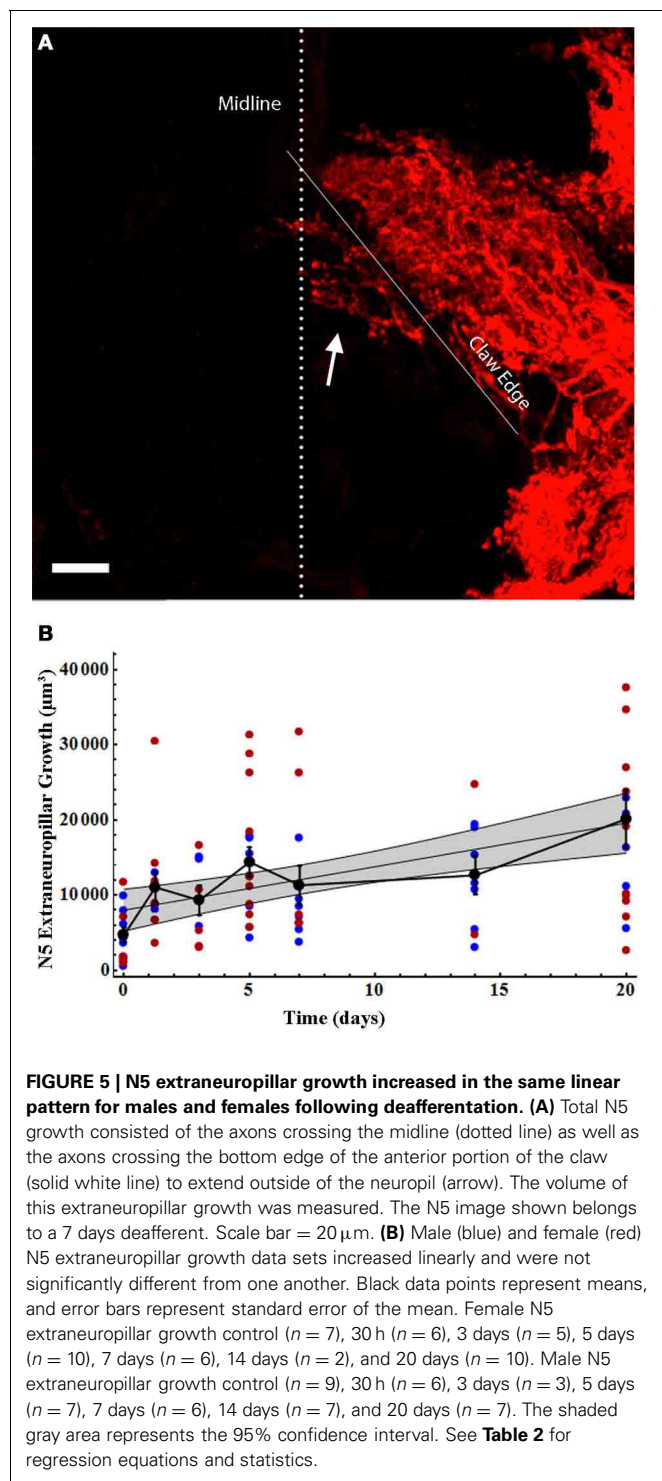 A
Midline
Claw Edge
B
N5 Extraneuropillar Growth (µm³)
40 000
30 000
20 000
10 000
0
0
5
10
15
20
Time (days)
FIGURE 5 | N5 extraneuropillar growth increased in the same linear
pattern for males and females following deafferentation. (A) Total N5
growth consisted of the axons crossing the midline (dotted line) as well as
the axons crossing the bottom edge of the anterior portion of the claw
(solid white line) to extend outside of the neuropil (arrow). The volume of
this extraneuropillar growth was measured. The N5 image shown belongs
to a 7 days deafferent. Scale bar = 20 µm. (B) Male (blue) and female (red)
N5 extraneuropillar growth data sets increased linearly and were not
significantly different from one another. Black data points represent means,
and error bars represent standard error of the mean. Female N5
extraneuropillar growth control (n = 7), 30 h (n = 6), 3 days (n = 5), 5 days
(n = 10), 7 days (n = 6), 14 days (n = 2), and 20 days (n = 10). Male N5
extraneuropillar growth control (n = 9), 30 h (n = 6), 3 days (n = 3), 5 days
(n = 7), 7 days (n = 6), 14 days (n = 7), and 20 days (n = 7). The shaded
gray area represents the 95% confidence interval. See Table 2 for
regression equations and statistics.